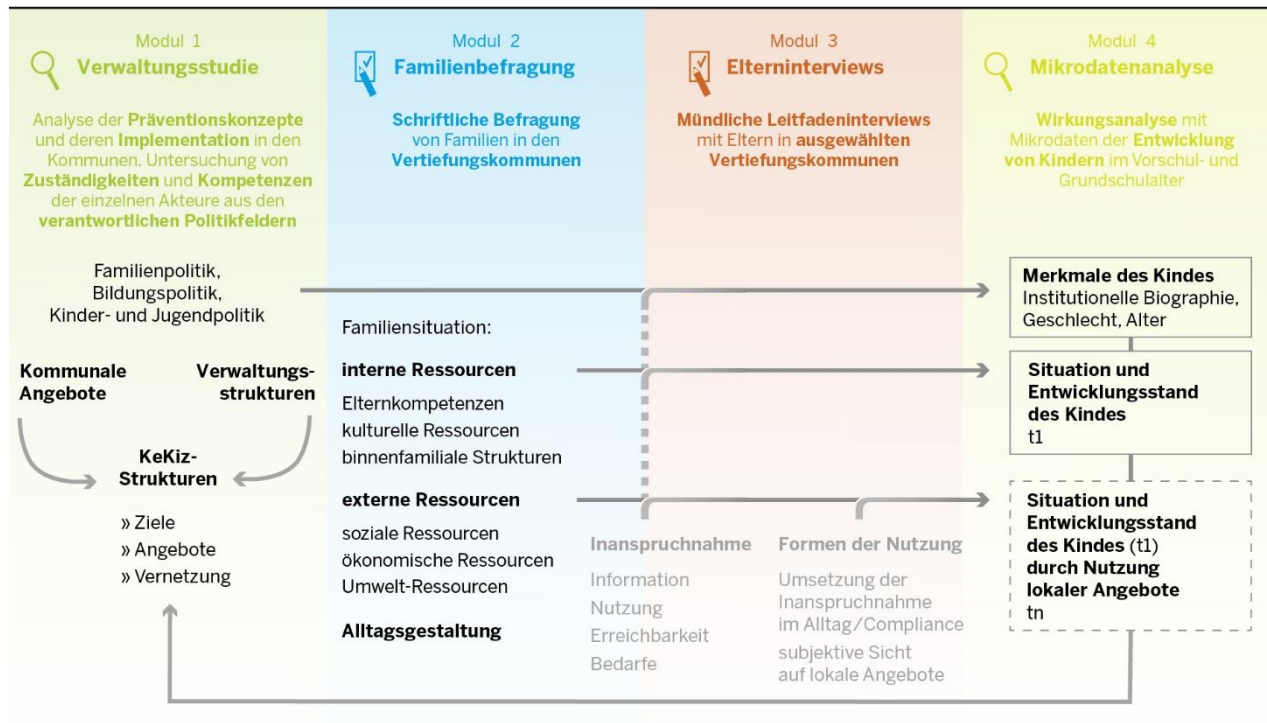 Modul 1
Verwaltungsstudie
Analyse der Präventionskonzepte
und deren Implementation in den
Kommunen. Untersuchung von
Zuständigkeiten und Kompetenzen
der einzelnen Akteure aus den
verantwortlichen Politikfeldern
Familienpolitik,
Bildungspolitik,
Kinder- und Jugendpolitik
Kommunale
Angebote
Verwaltungs-
strukturen
KeKiz-
Strukturen
» Ziele
» Angebote
» Vernetzung
Modul 2
Familienbefragung
Schriftliche Befragung
von Familien in den
Vertiefungskommunen
Familiensituation:
interne Ressourcen
Elternkompetenzen
kulturelle Ressourcen
binnenfamiliale Strukturen
externe Ressourcen
soziale Ressourcen
ökonomische Ressourcen
Umwelt-Ressourcen
Alltagsgestaltung
Modul 3
Elterninterviews
Mündliche Leitfadeninterviews
mit Eltern in ausgewählten
Vertiefungskommunen
Inanspruchnahme
Information
Nutzung
Erreichbarkeit
Bedarfe
Formen der Nutzung
Umsetzung der
Inanspruchnahme
im Alltag/Compliance
subjektive Sicht
auf lokale Angebote
Modul 4
Mikrodatenanalyse
Wirkungsanalyse mit
Mikrodaten der Entwicklung
von Kindern im Vorschul- und
Grundschulalter
Merkmale des Kindes
Institutionelle Biographie,
Geschlecht, Alter
Situation und
Entwicklungsstand
des Kindes
t1
Situation und
Entwicklungsstand
des Kindes (t1)
durch Nutzung
lokaler Angebote
tn